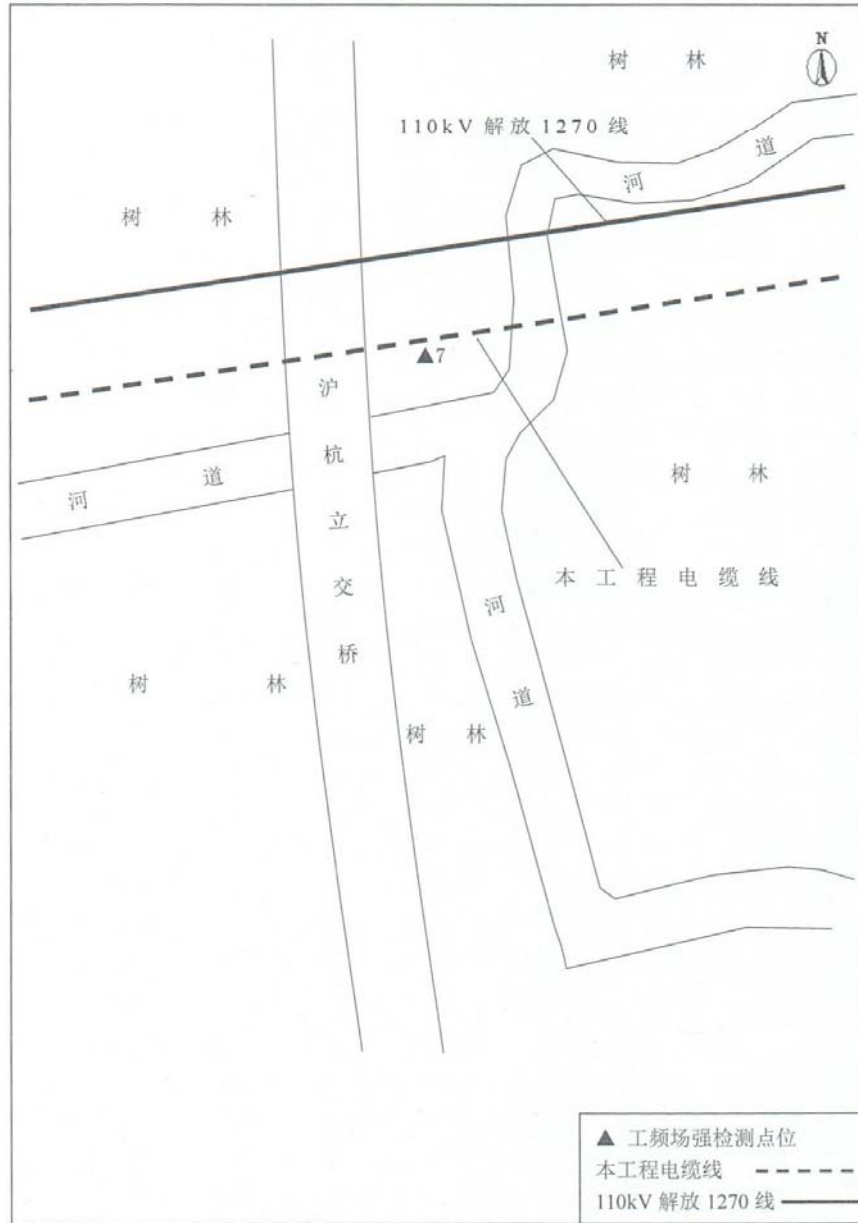 N
树 林
110kV 解放 1270 线
河 道
树 林
▲7
沪杭立交桥
河 道
树 林
本工程电缆线
河道
树 林
树 林
▲ 工频场强检测点位
本工程电缆线
110kV 解放 1270 线